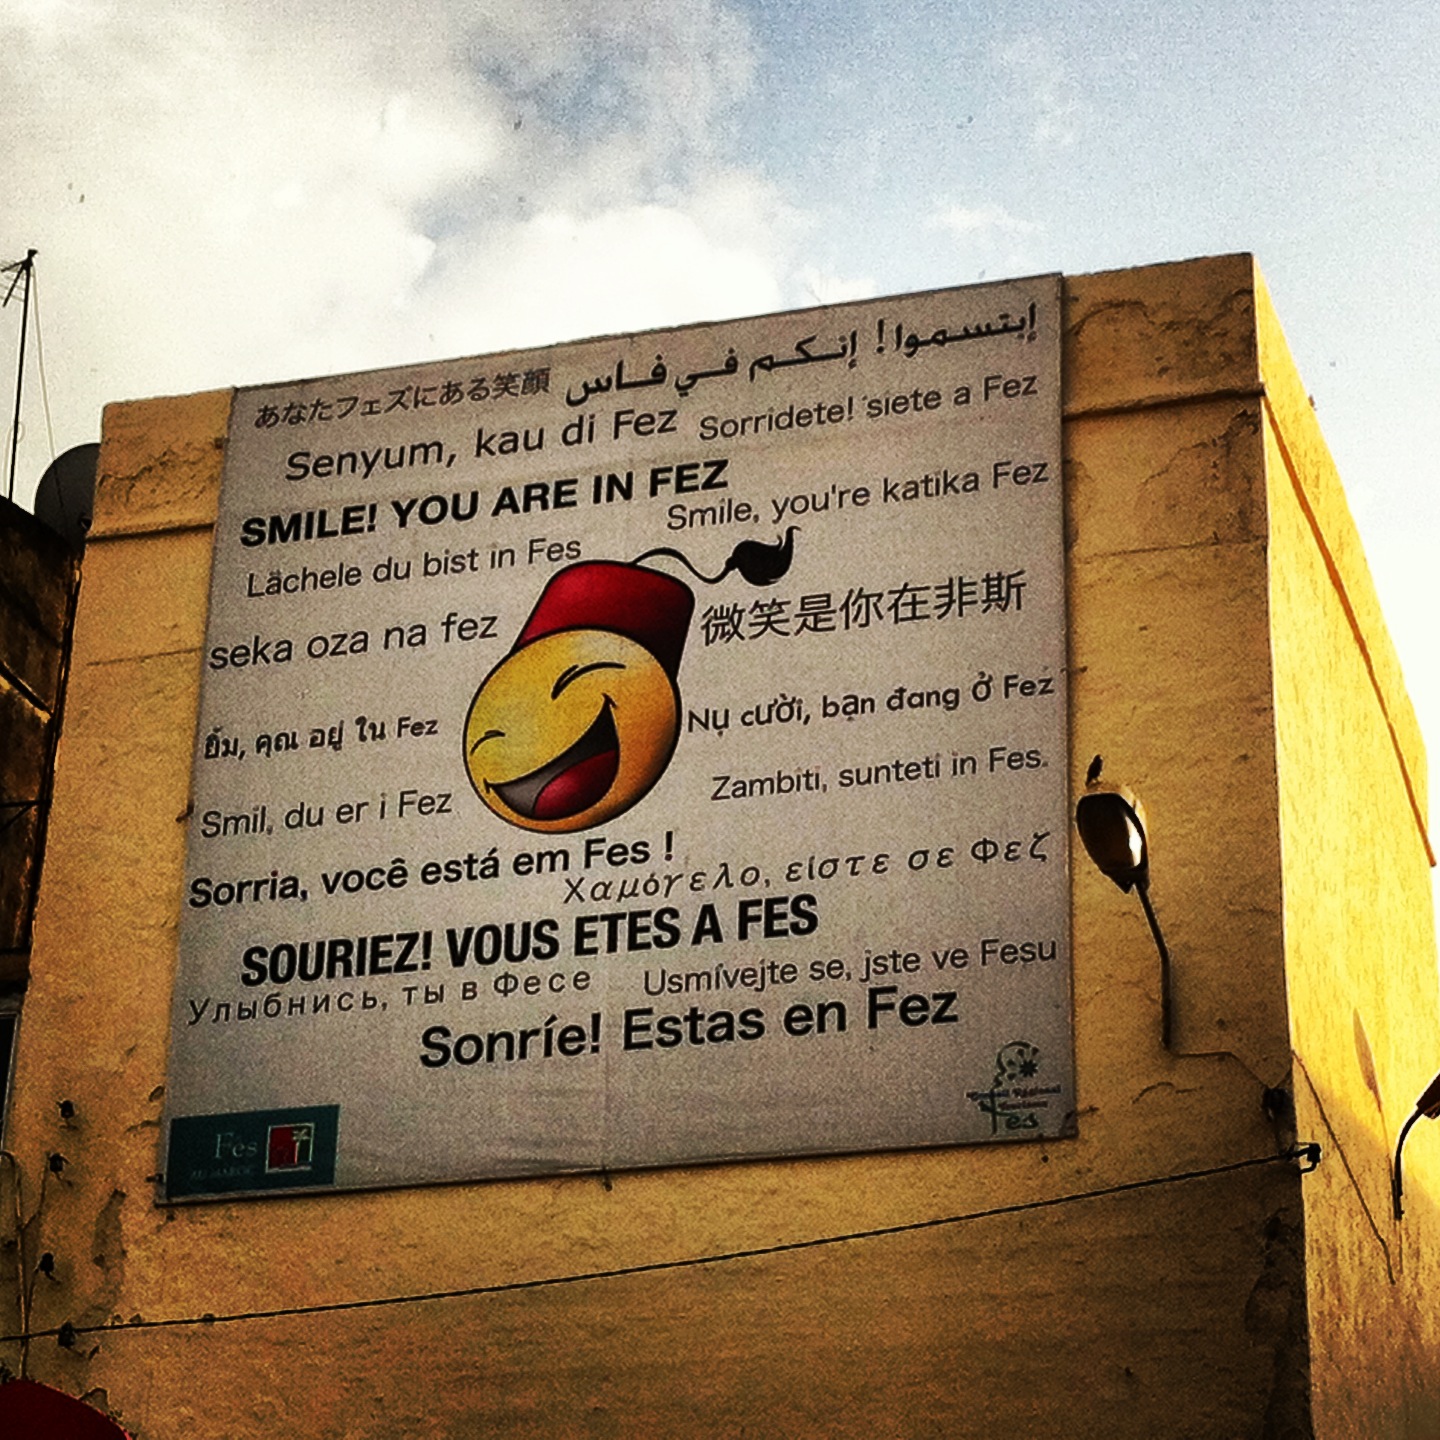 إبتسموا! إنكم في فاس
あなたフェズにある笑顔
Senyum, kau di Fez
Sorridete! siete a Fez
SMILE! YOU ARE IN FEZ
Smile, you're katika Fez
Lächele du bist in Fes
seka oza na fez
微笑是你在非斯
ยิ้ม, คุณ อยู่ ใน Fez
Nụ cười, bạn đang ở Fez
Zambiti, sunteti in Fes.
Smil, du er i Fez
Sorria, você está em Fes !
Χαμόγελο, είστε σε Φεζ
SOURIEZ! VOUS ETES A FES
Улыбнись, ты в Фесе
Usmívejte se, jste ve Fesu
Sonríe! Estas en Fez
Fes
Régional
Fes